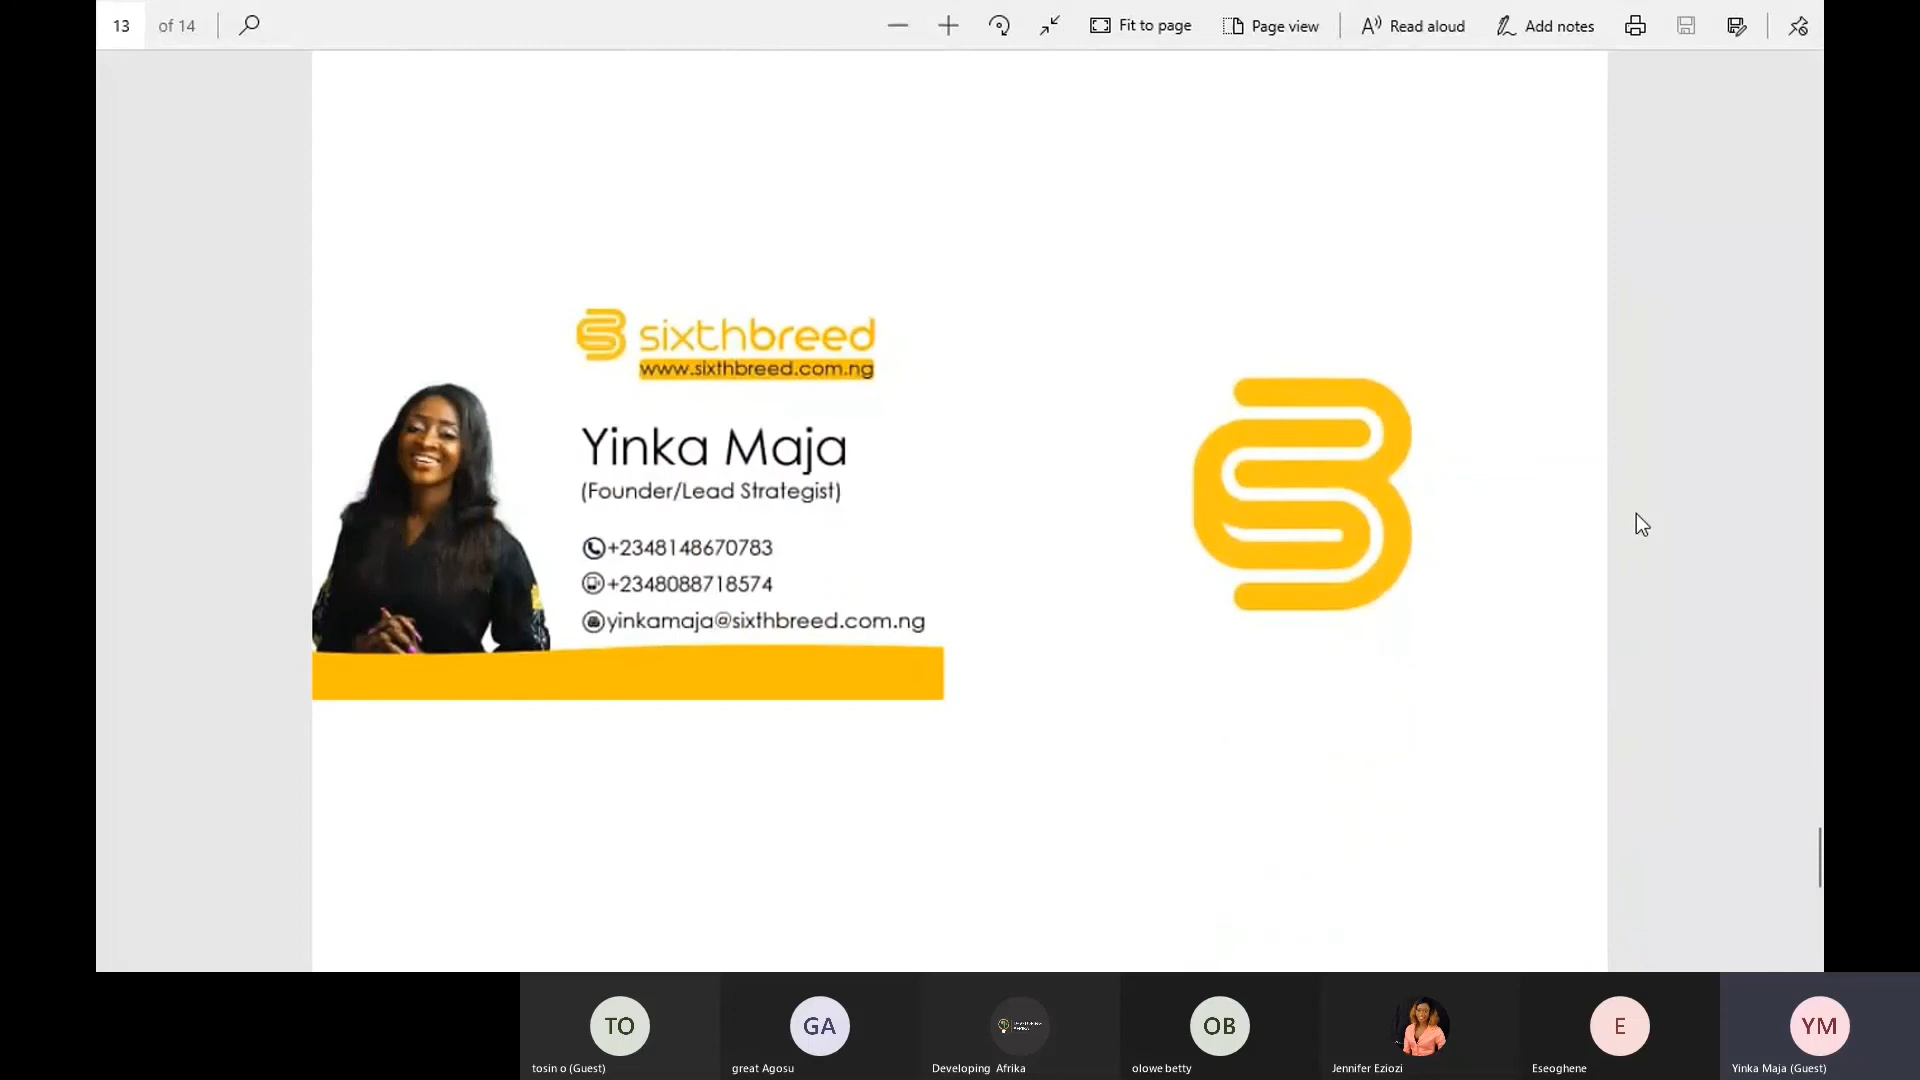 13 of 14
Fit to page
Page view
Read aloud
Add notes
sixthbreed
www.sixthbreed.com.ng
Yinka Maja
(Founder/Lead Strategist)
+2348148670783
+2348088718574
yinkamaja@sixthbreed.com.ng
TO
GA
OB
E
YM
tosin o (Guest)
great Agosu
Developing Afrika
olowe betty
Jennifer Eziozi
Eseoghene
Yinka Maja (Guest)